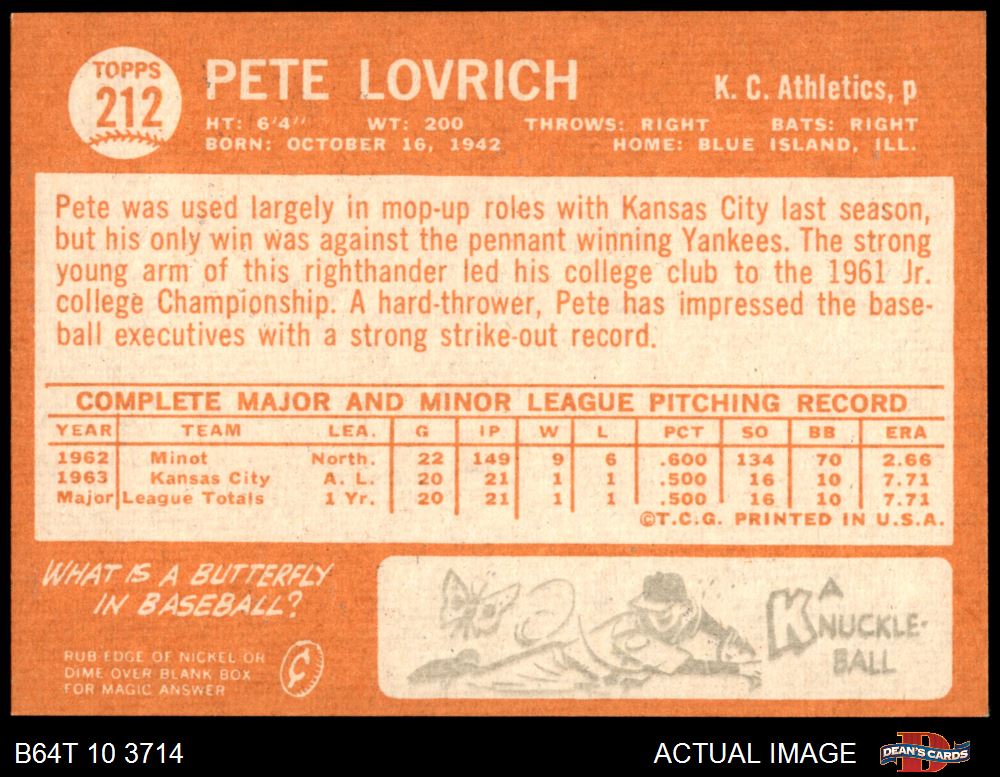 TOPPS
212
PETE LOVRICH
K. C. Athletics, p
HT: 6'4" WT: 200 THROWS: RIGHT BATS: RIGHT
BORN: OCTOBER 16, 1942 HOME: BLUE ISLAND, ILL.
Pete was used largely in mop-up roles with Kansas City last season,
but his only win was against the pennant winning Yankees. The strong
young arm of this righthander led his college club to the 1961 Jr.
college Championship. A hard-thrower, Pete has impressed the base-
ball executives with a strong strike-out record.
COMPLETE MAJOR AND MINOR LEAGUE PITCHING RECORD
YEAR TEAM LEA. G IP W L PCT SO BB ERA
1962 Minot North. 22 149 9 6 .600 134 70 2.66
1963 Kansas City A. L. 20 21 1 1 .500 16 10 7.71
Major League Totals 1 Yr. 20 21 1 1 .500 16 10 7.71
©T.C.G. PRINTED IN U.S.A.
WHAT IS A BUTTERFLY
IN BASEBALL?
RUB EDGE OF NICKEL OR
DIME OVER BLANK BOX
FOR MAGIC ANSWER
A
KNUCKLE-
BALL
B64T 10 3714
ACTUAL IMAGE
DEAN'S CARDS